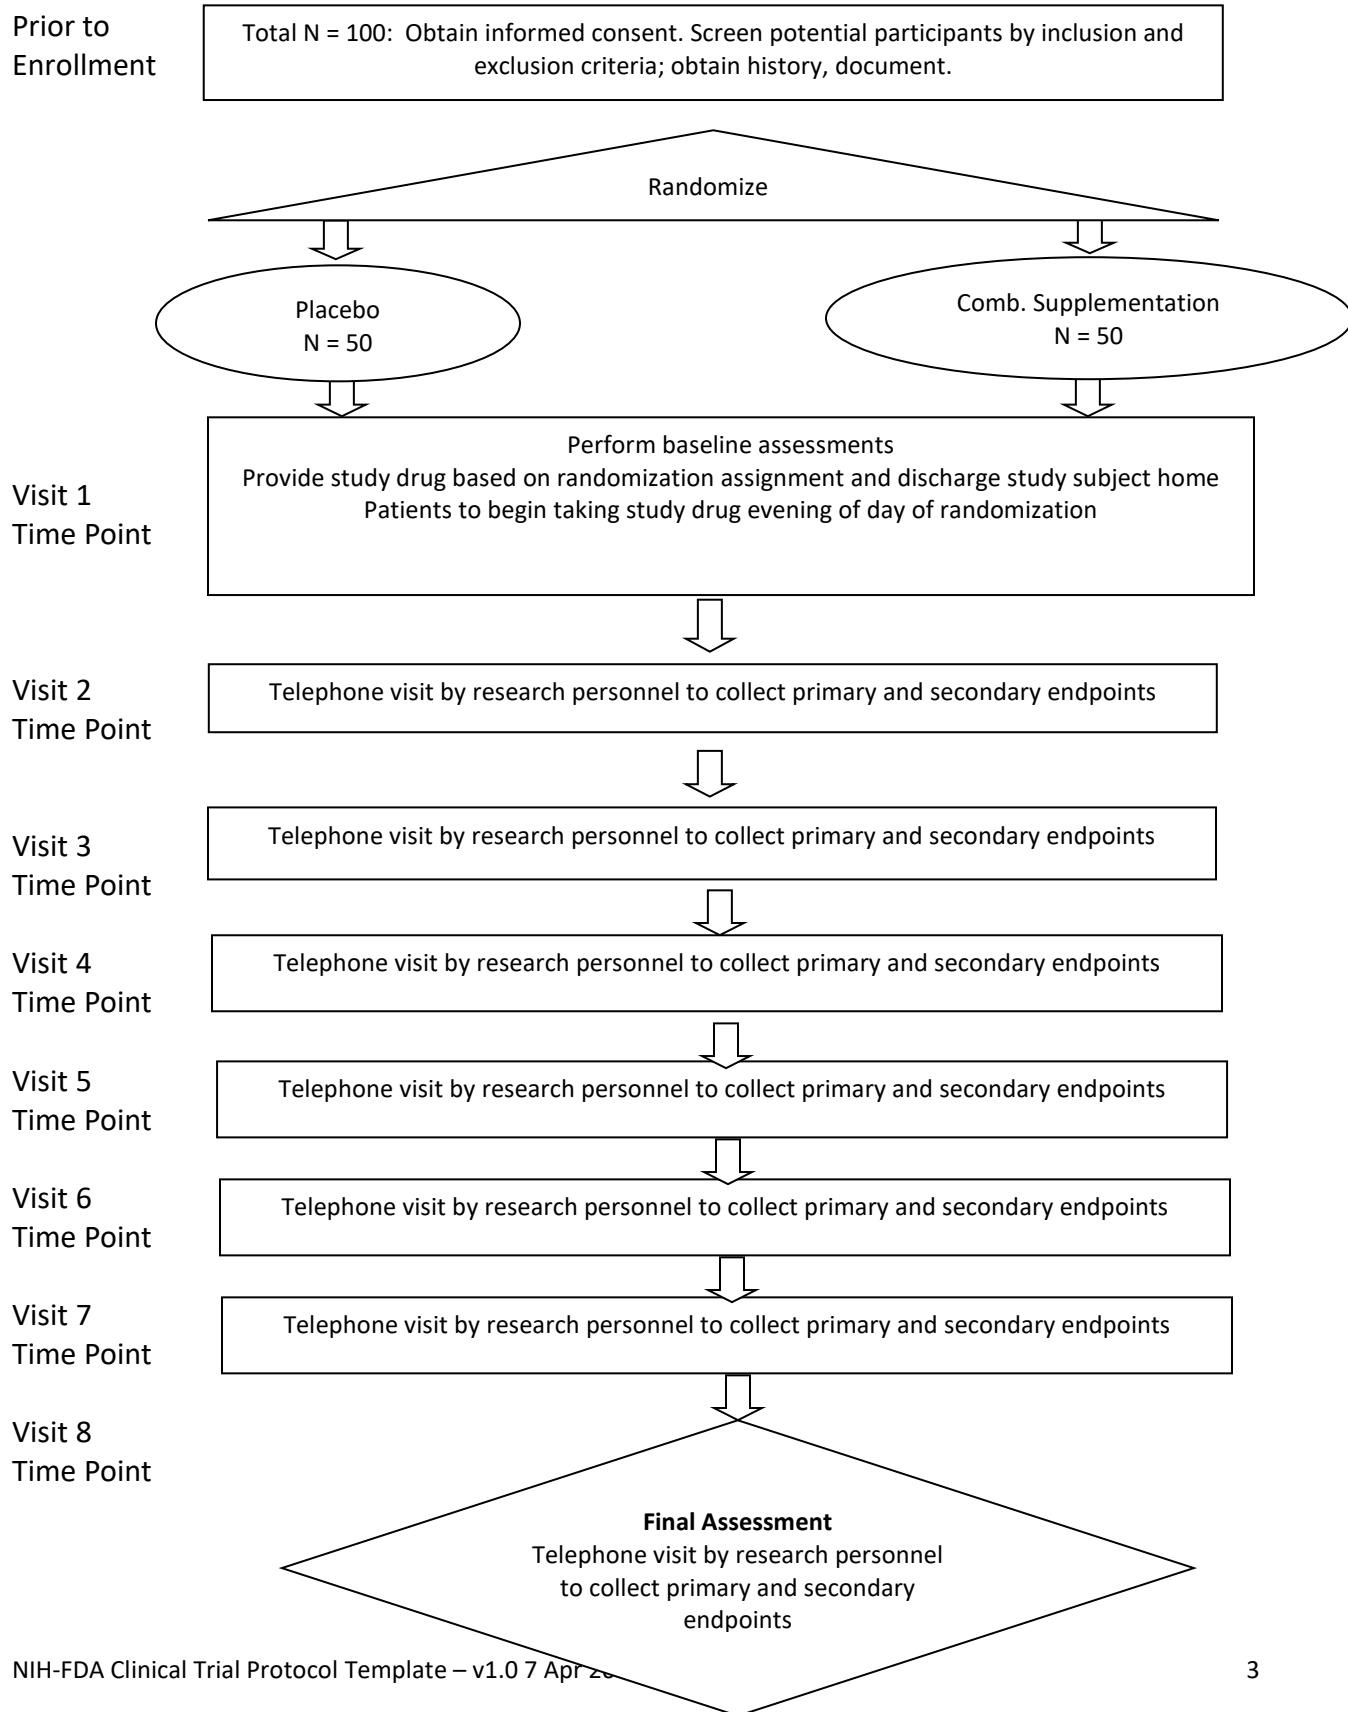 Prior to
Enrollment
Total N = 100:  Obtain informed consent. Screen potential participants by inclusion and
exclusion criteria; obtain history, document.
Randomize
Placebo
N = 50
Comb. Supplementation
N = 50
Visit 1
Time Point
Perform baseline assessments
Provide study drug based on randomization assignment and discharge study subject home
Patients to begin taking study drug evening of day of randomization
Visit 2
Time Point
Telephone visit by research personnel to collect primary and secondary endpoints
Visit 3
Time Point
Telephone visit by research personnel to collect primary and secondary endpoints
Visit 4
Time Point
Telephone visit by research personnel to collect primary and secondary endpoints
Visit 5
Time Point
Telephone visit by research personnel to collect primary and secondary endpoints
Visit 6
Time Point
Telephone visit by research personnel to collect primary and secondary endpoints
Visit 7
Time Point
Telephone visit by research personnel to collect primary and secondary endpoints
Visit 8
Time Point
Final Assessment
Telephone visit by research personnel
to collect primary and secondary
endpoints
NIH-FDA Clinical Trial Protocol Template – v1.0 7 Apr
3